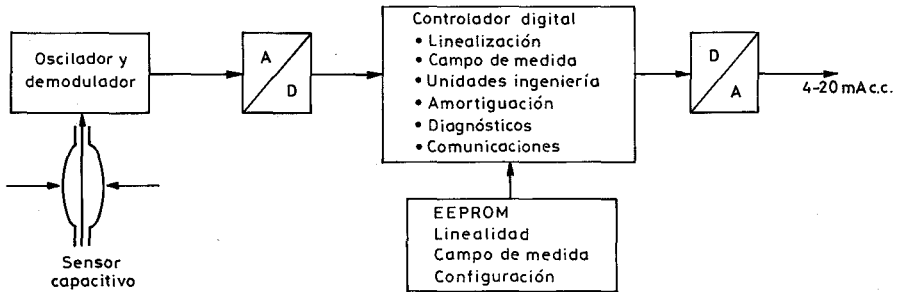 Oscilador y
demodulador
A
D
Controlador digital
• Linealización
• Campo de medida
• Unidades ingeniería
• Amortiguación
• Diagnósticos
• Comunicaciones
D
A
4-20 mA c.c.
EEPROM
Linealidad
Campo de medida
Configuración
Sensor
capacitivo